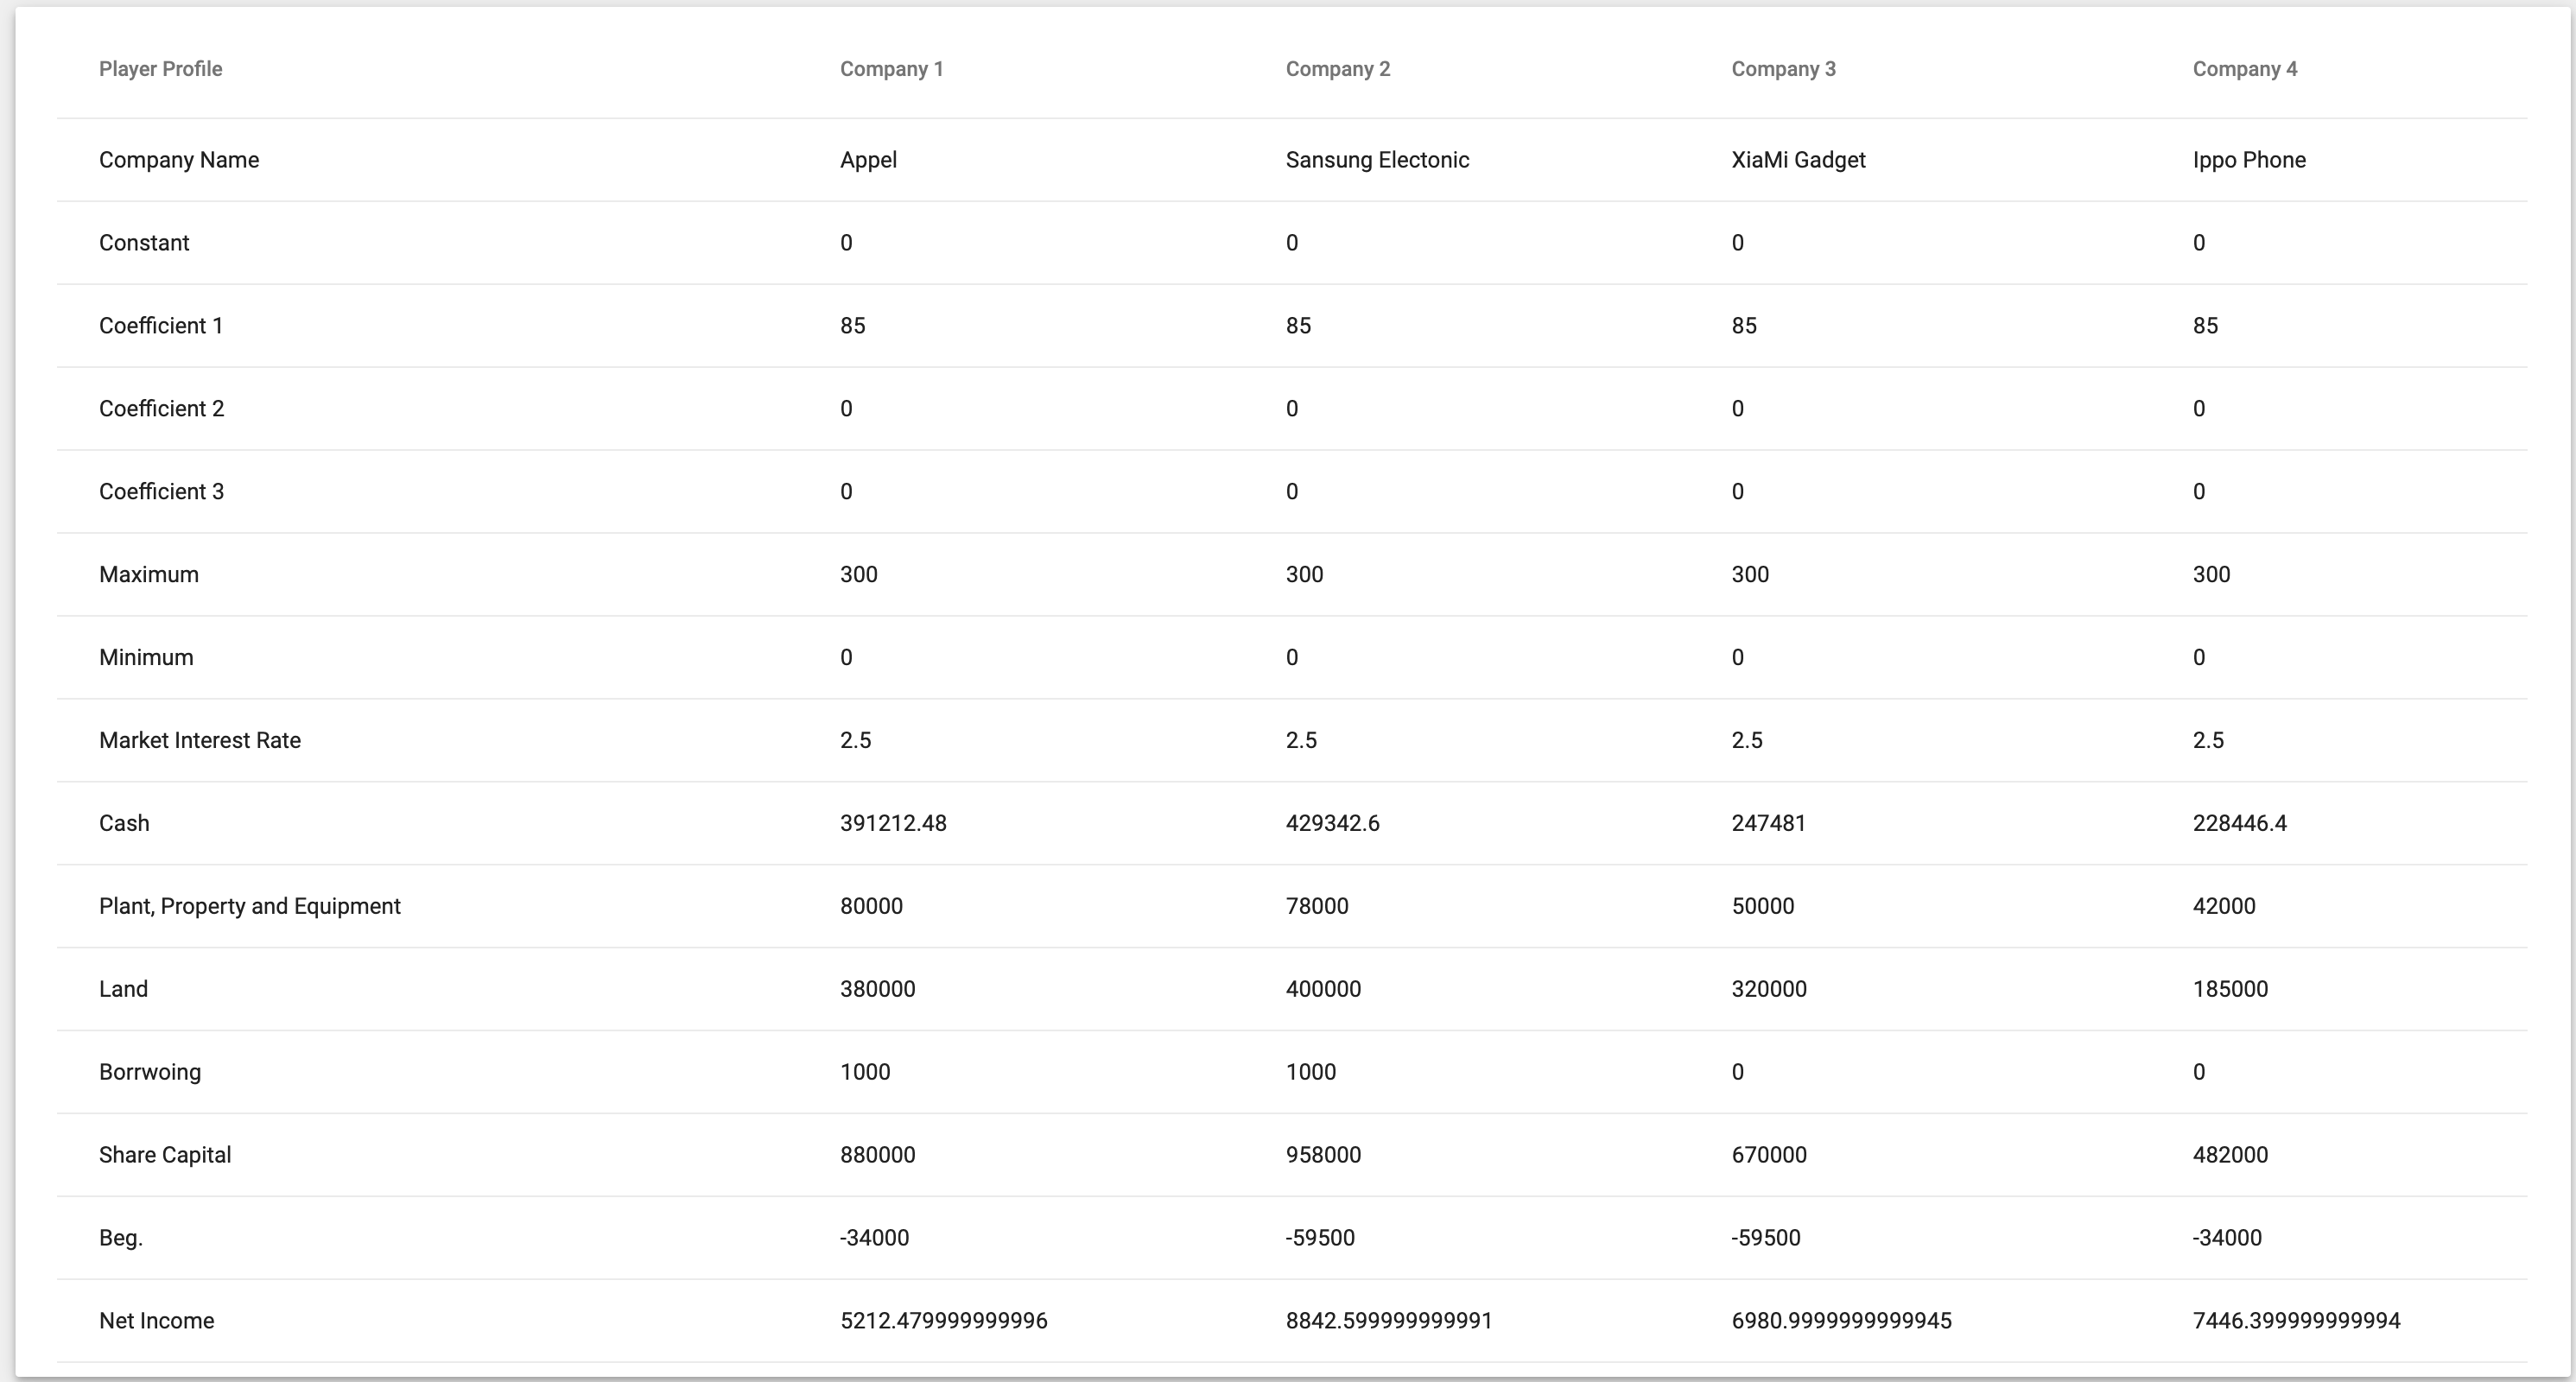 Player Profile Company 1 Company 2 Company 3 Company 4
Company Name Appel Sansung Electonic XiaMi Gadget Ippo Phone
Constant 0 0 0 0
Coefficient 1 85 85 85 85
Coefficient 2 0 0 0 0
Coefficient 3 0 0 0 0
Maximum 300 300 300 300
Minimum 0 0 0 0
Market Interest Rate 2.5 2.5 2.5 2.5
Cash 391212.48 429342.6 247481 228446.4
Plant, Property and Equipment 80000 78000 50000 42000
Land 380000 400000 320000 185000
Borrwoing 1000 1000 0 0
Share Capital 880000 958000 670000 482000
Beg. -34000 -59500 -59500 -34000
Net Income 5212.479999999996 8842.599999999991 6980.9999999999945 7446.399999999994